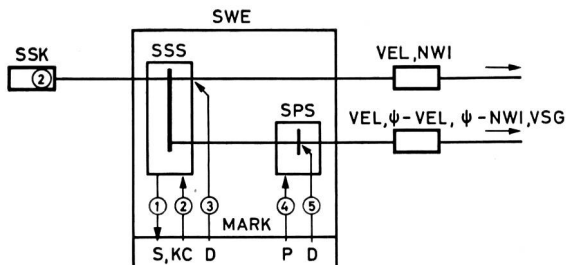 SWE
SSK
SSS
VEL,NWI
②
SPS
VEL,ψ-VEL, ψ-NWI,VSG
① ② ③ ④ ⑤
MARK
S,KC D P D